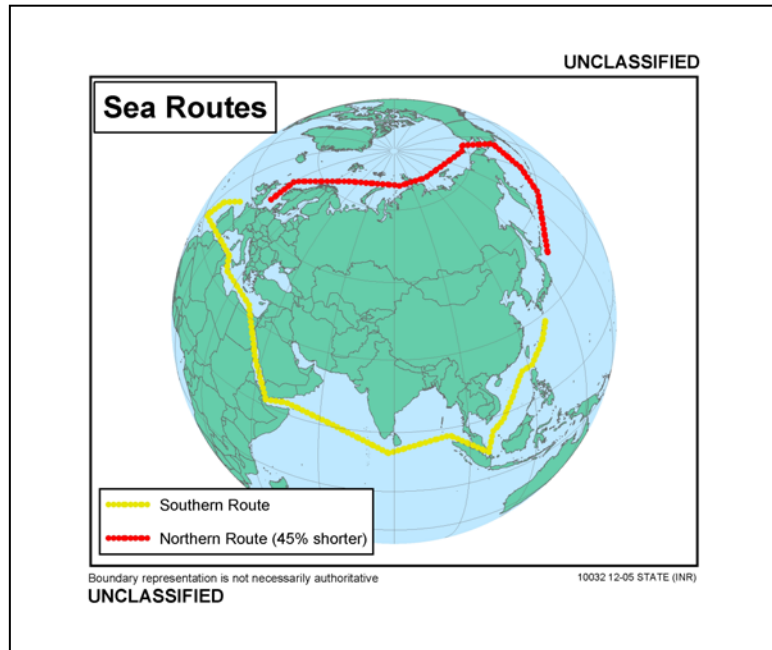 UNCLASSIFIED
Sea Routes
Southern Route
Northern Route (45% shorter)
Boundary representation is not necessarily authoritative
10032 12-05 STATE (INR)
UNCLASSIFIED